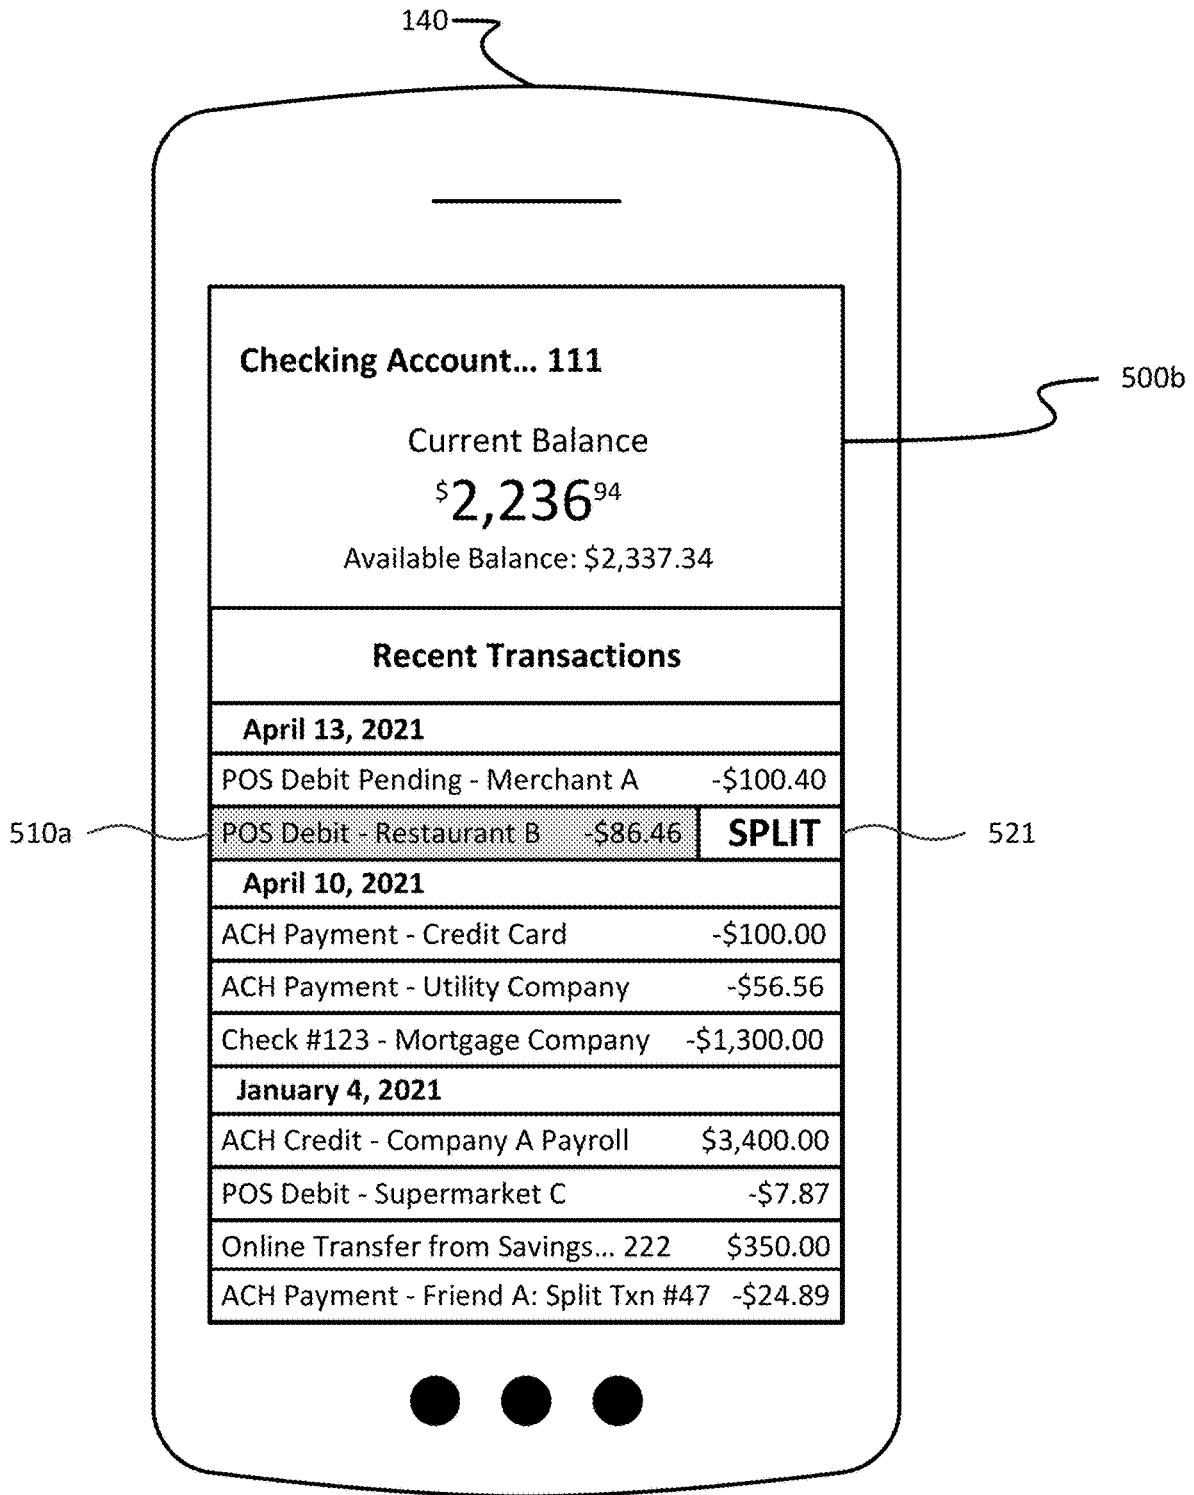 140
Checking Account... 111
500b
Current Balance
$2,23694
Available Balance: $2,337.34
Recent Transactions
April 13, 2021
POS Debit Pending - Merchant A -$100.40
510a POS Debit - Restaurant B -$86.46 SPLIT 521
April 10, 2021
ACH Payment - Credit Card -$100.00
ACH Payment - Utility Company -$56.56
Check #123 - Mortgage Company -$1,300.00
January 4, 2021
ACH Credit - Company A Payroll $3,400.00
POS Debit - Supermarket C -$7.87
Online Transfer from Savings... 222 $350.00
ACH Payment - Friend A: Split Txn #47 -$24.89